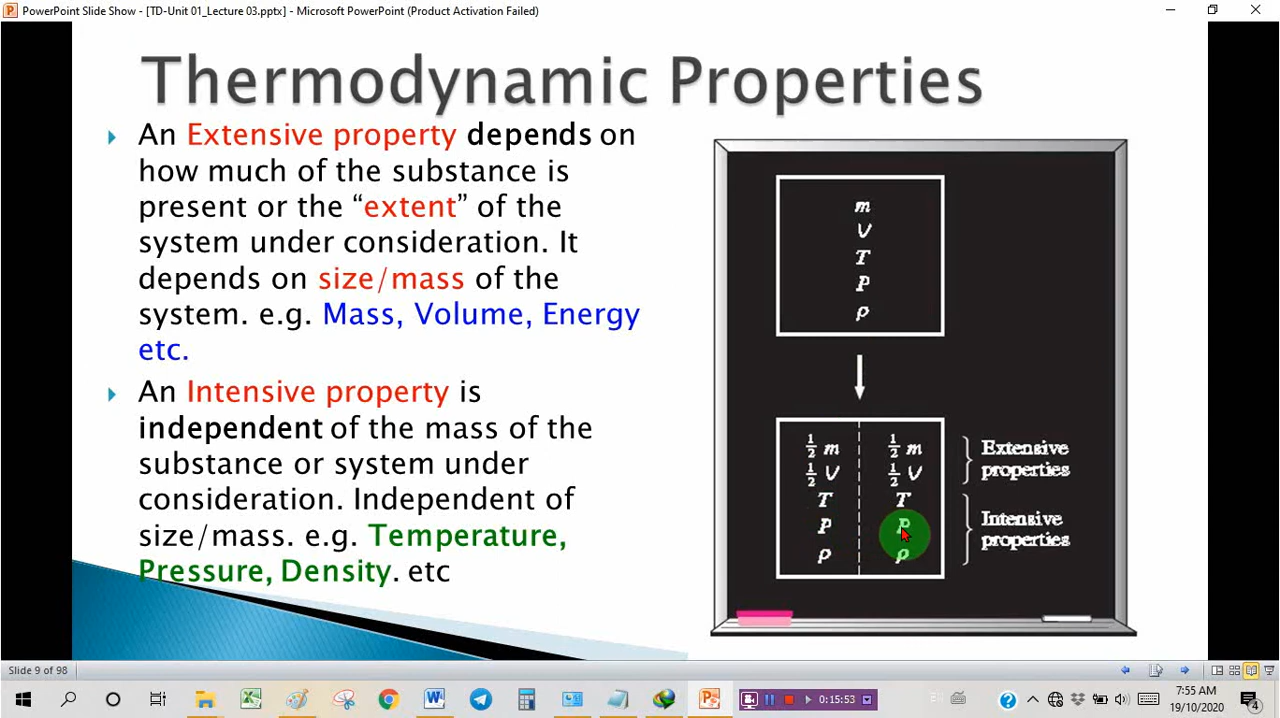 PowerPoint Slide Show - [TD-Unit 01_Lecture 03.pptx] - Microsoft PowerPoint (Product Activation Failed)
Thermodynamic Properties
An Extensive property depends on
how much of the substance is
present or the “extent” of the
system under consideration. It
depends on size/mass of the
system. e.g. Mass, Volume, Energy
etc.
An Intensive property is
independent of the mass of the
substance or system under
consideration. Independent of
size/mass. e.g. Temperature,
Pressure, Density. etc
m
V
T
P
ρ
½ m ½ m
½ V ½ V
T T
P P
ρ ρ
Extensive
properties
Intensive
properties
Slide 9 of 98
0:15:53
7:55 AM
19/10/2020
4